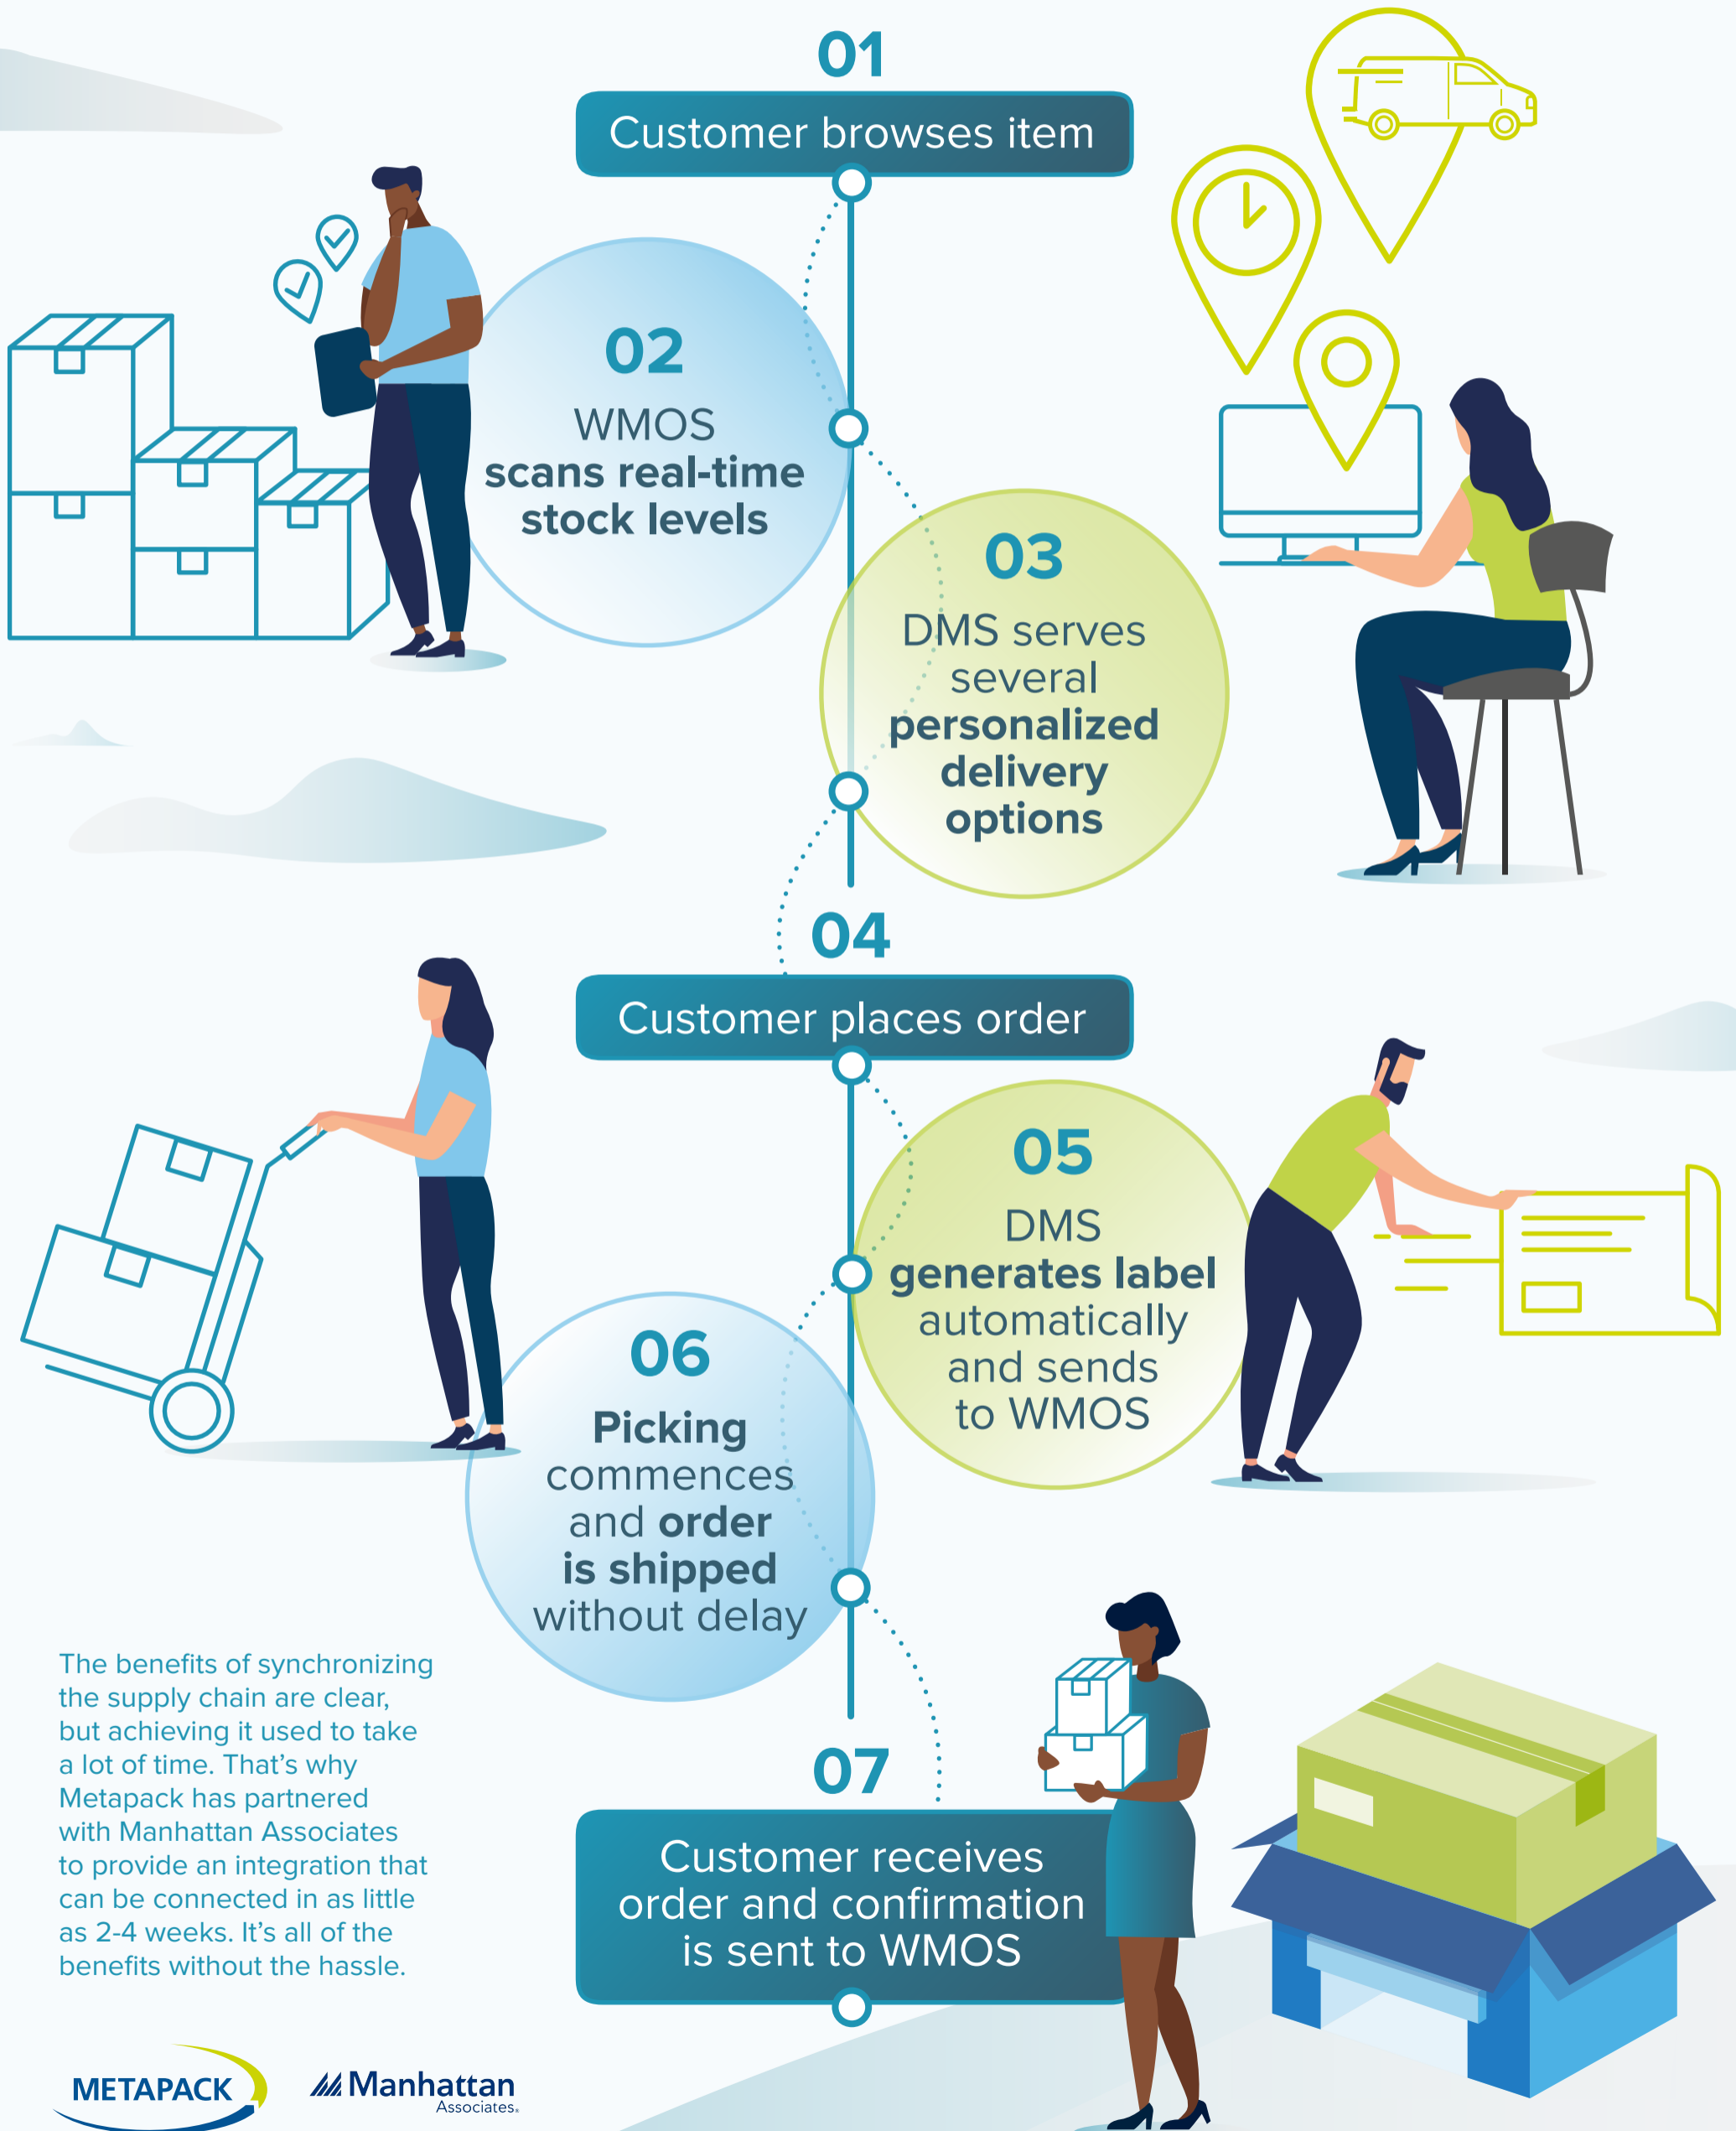 01
Customer browses item
02
WMOS
scans real-time
stock levels
03
DMS serves
several
personalized
delivery
options
04
Customer places order
05
DMS
generates label
automatically
and sends
to WMOS
06
Picking
commences
and order
is shipped
without delay
07
Customer receives
order and confirmation
is sent to WMOS
The benefits of synchronizing
the supply chain are clear,
but achieving it used to take
a lot of time. That’s why
Metapack has partnered
with Manhattan Associates
to provide an integration that
can be connected in as little
as 2-4 weeks. It’s all of the
benefits without the hassle.
METAPACK
Manhattan
Associates®